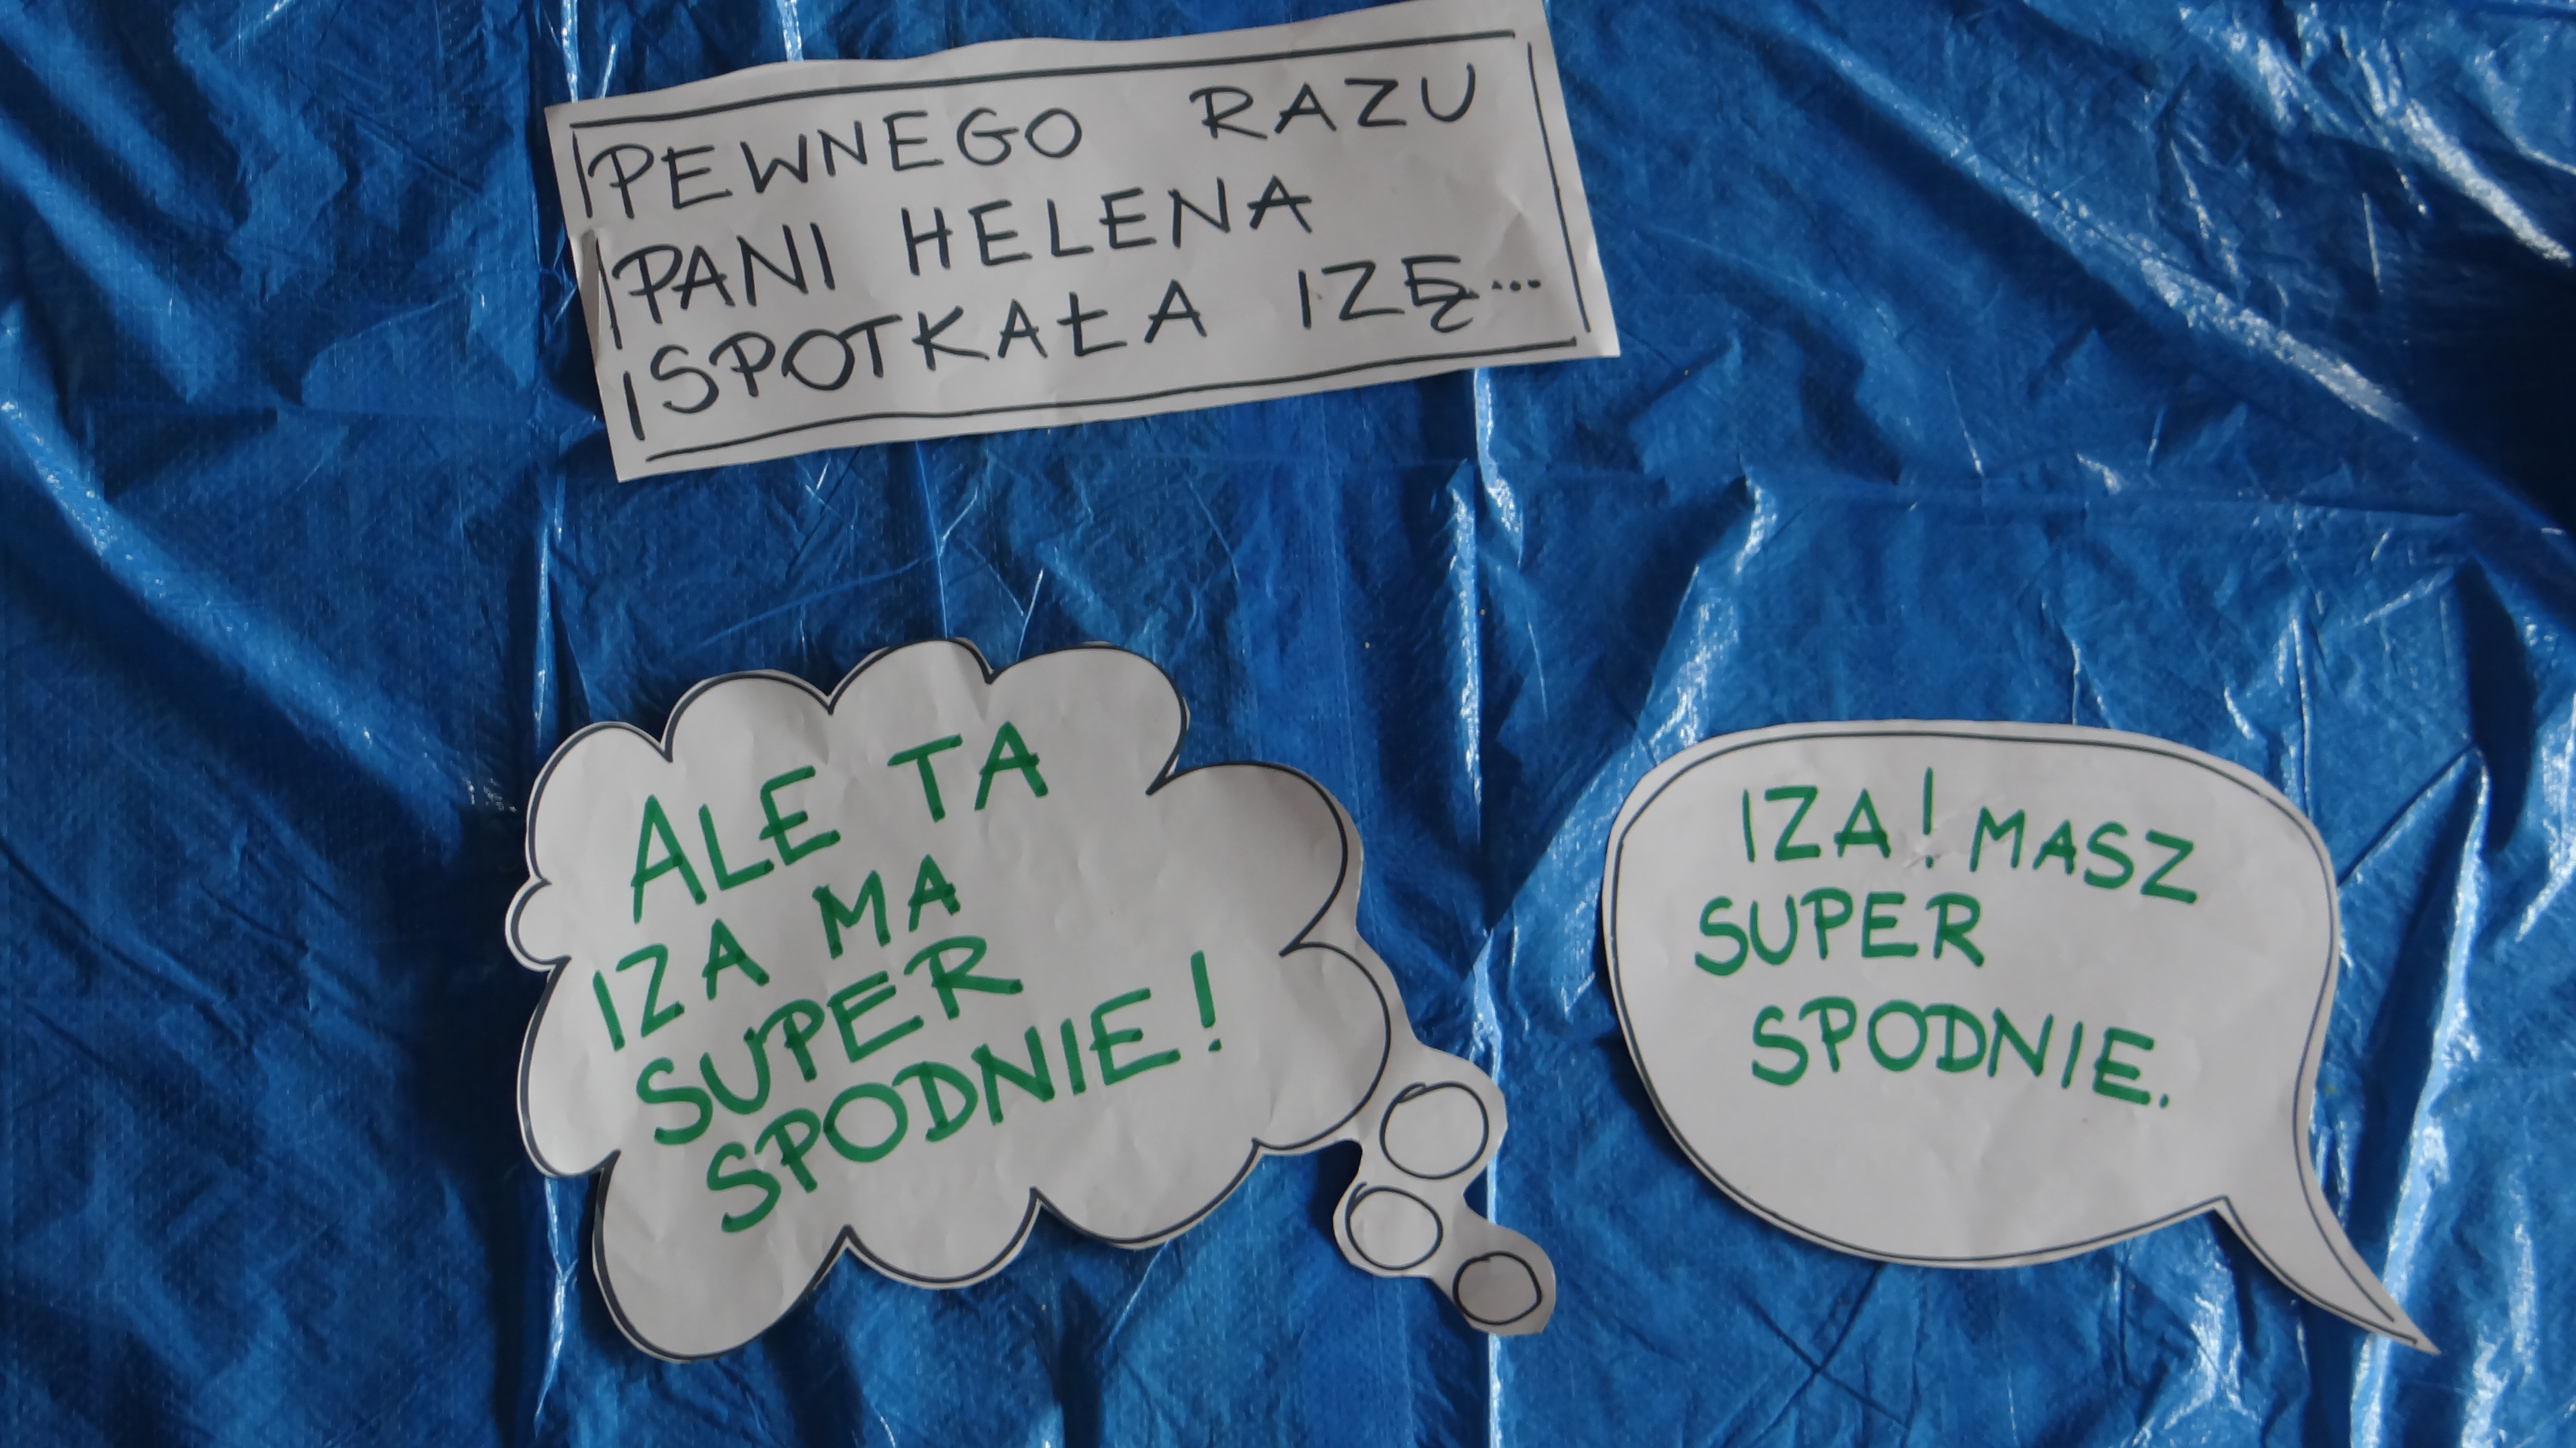 PEWNEGO RAZU
PANI HELENA
SPOTKAŁA IZĘ...
ALE TA
IZA MA
SUPER
SPODNIE!
IZA! MASZ
SUPER
SPODNIE.